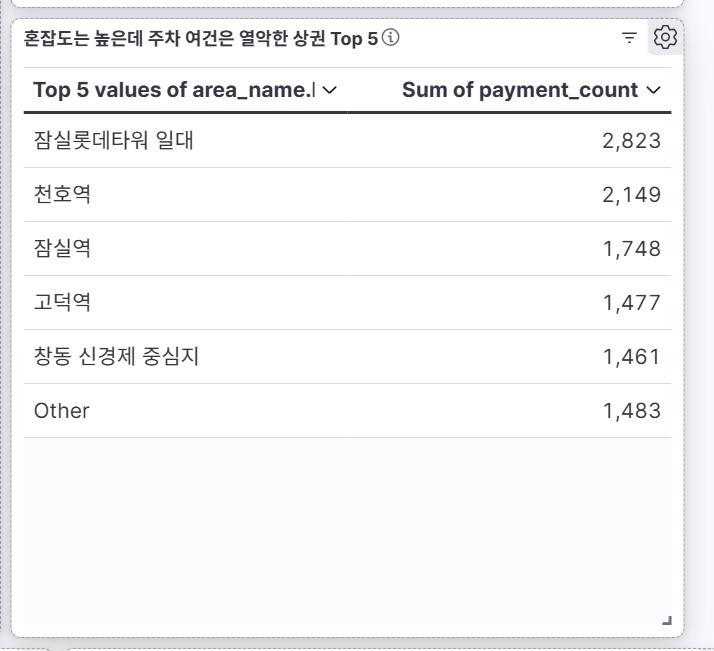 혼잡도는 높은데 주차 여건은 열악한 상권 Top 5
Top 5 values of area_name. Sum of payment_count
잠실롯데타워 일대 2,823
천호역 2,149
잠실역 1,748
고덕역 1,477
창동 신경제 중심지 1,461
Other 1,483